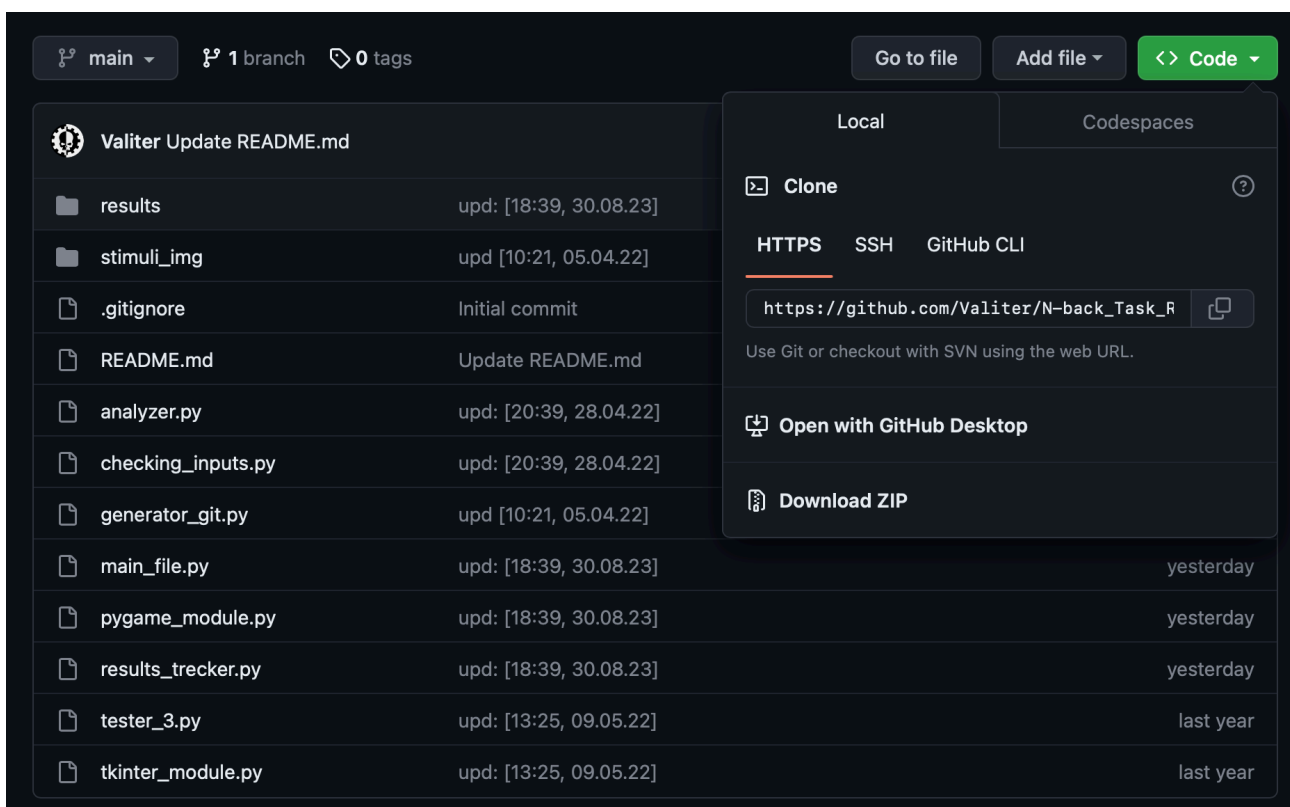 main 1 branch 0 tags Go to file Add file <> Code
Local Codespaces
Valiter Update README.md
Clone
results upd: [18:39, 30.08.23]
HTTPS SSH GitHub CLI
stimuli_img upd [10:21, 05.04.22]
.gitignore Initial commit
https://github.com/Valiter/N-back_Task_R
Use Git or checkout with SVN using the web URL.
README.md Update README.md
analyzer.py upd: [20:39, 28.04.22]
Open with GitHub Desktop
checking_inputs.py upd: [20:39, 28.04.22]
Download ZIP
generator_git.py upd [10:21, 05.04.22]
main_file.py upd: [18:39, 30.08.23] yesterday
pygame_module.py upd: [18:39, 30.08.23] yesterday
results_trecker.py upd: [18:39, 30.08.23] yesterday
tester_3.py upd: [13:25, 09.05.22] last year
tkinter_module.py upd: [13:25, 09.05.22] last year